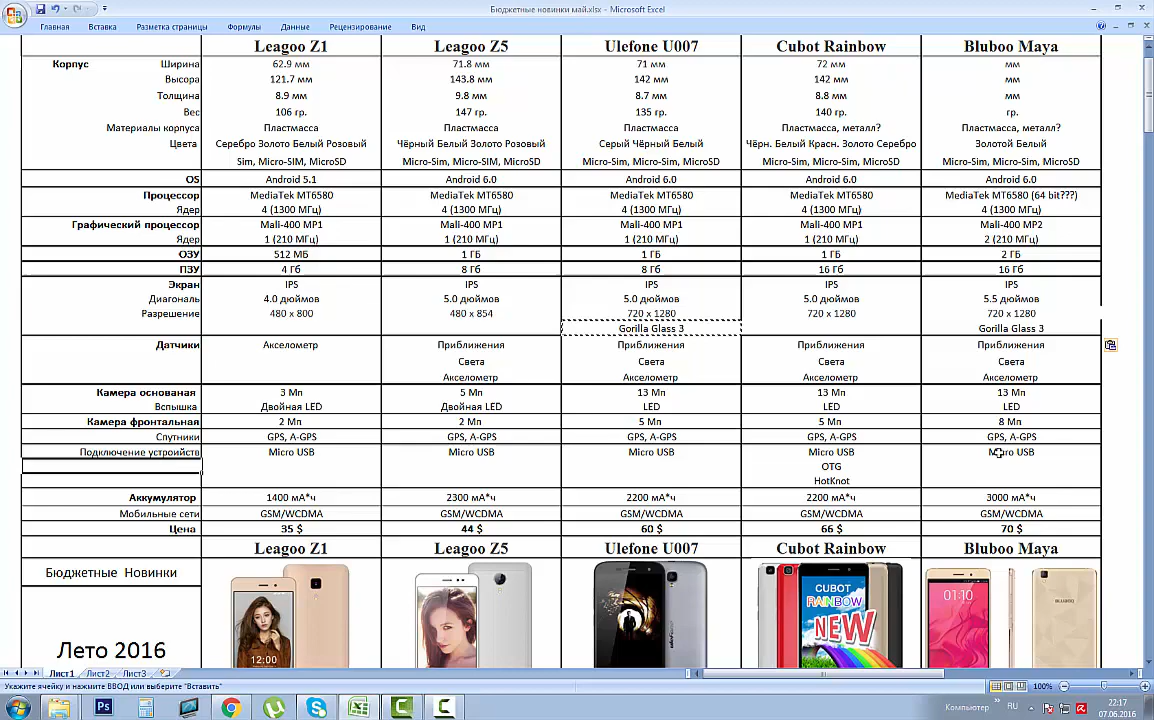 Бюджетные новинки май.xlsx - Microsoft Excel
Главная Вставка Разметка страницы Формулы Данные Рецензирование Вид
Leagoo Z1 Leagoo Z5 Ulefone U007 Cubot Rainbow Bluboo Maya
Корпус Ширина 62.9 мм 71.8 мм 71 мм 72 мм мм
Высора 121.7 мм 143.8 мм 142 мм 142 мм мм
Толщина 8.9 мм 9.8 мм 8.7 мм 8.8 мм мм
Вес 106 гр. 147 гр. 135 гр. 140 гр. гр.
Материалы корпуса Пластмасса Пластмасса Пластмасса Пластмасса, металл? Пластмасса, металл?
Цвета Серебро Золото Белый Розовый Чёрный Белый Розовый Серый Чёрный Белый Чёрн. Белый Красн. Золото Серебро Золотой Белый
Sim, Micro-SIM, MicroSD Micro-Sim, Micro-SIM, MicroSD Micro-Sim, Micro-Sim, MicroSD Micro-Sim, Micro-Sim, MicroSD Micro-Sim, Micro-Sim, MicroSD
OS Android 5.1 Android 6.0 Android 6.0 Android 6.0 Android 6.0
Процессор MediaTek MT6580 MediaTek MT6580 MediaTek MT6580 MediaTek MT6580 MediaTek MT6580 (64 bit???)
Ядер 4 (1300 МГц) 4 (1300 МГц) 4 (1300 МГц) 4 (1300 МГц) 4 (1300 МГц)
Графический процессор Mali-400 MP1 Mali-400 MP1 Mali-400 MP1 Mali-400 MP1 Mali-400 MP2
Ядер 1 (210 МГц) 1 (210 МГц) 1 (210 МГц) 1 (210 МГц) 2 (210 МГц)
ОЗУ 512 МБ 1 ГБ 1 ГБ 1 ГБ 2 ГБ
ПЗУ 4 Гб 8 Гб 8 Гб 16 Гб 16 Гб
Экран IPS IPS IPS IPS IPS
Диагональ 4.0 дюймов 5.0 дюймов 5.0 дюймов 5.0 дюймов 5.5 дюймов
Разрешение 480 x 800 480 x 854 720 x 1280 720 x 1280 720 x 1280
Gorilla Glass 3 Gorilla Glass 3
Датчики Акселометр Приближения Приближения Приближения Приближения
Света Света Света Света
Акселометр Акселометр Акселометр Акселометр
Камера основаная 3 Мп 5 Мп 13 Мп 13 Мп 13 Мп
Вспышка Двойная LED Двойная LED LED LED LED
Камера фронтальная 2 Мп 2 Мп 5 Мп 5 Мп 8 Мп
Спутники GPS, A-GPS GPS, A-GPS GPS, A-GPS GPS, A-GPS GPS, A-GPS
Подключение устроийств Micro USB Micro USB Micro USB Micro USB Micro USB
OTG
HotKnot
Аккумулятор 1400 мА*ч 2300 мА*ч 2200 мА*ч 2200 мА*ч 3000 мА*ч
Мобильные сети GSM/WCDMA GSM/WCDMA GSM/WCDMA GSM/WCDMA GSM/WCDMA
Цена 35 $ 44 $ 60 $ 66 $ 70 $
Leagoo Z1 Leagoo Z5 Ulefone U007 Cubot Rainbow Bluboo Maya
Бюджетные Новинки
Лето 2016
12:00
CUBOT
RAINBOW
NEW
01:10
BLUBOO
Лист1 Лист2 Лист3
Укажите ячейку и нажмите ВВОД или выберите "Вставить"
100%
Компьютер RU 22:17
07.06.2016